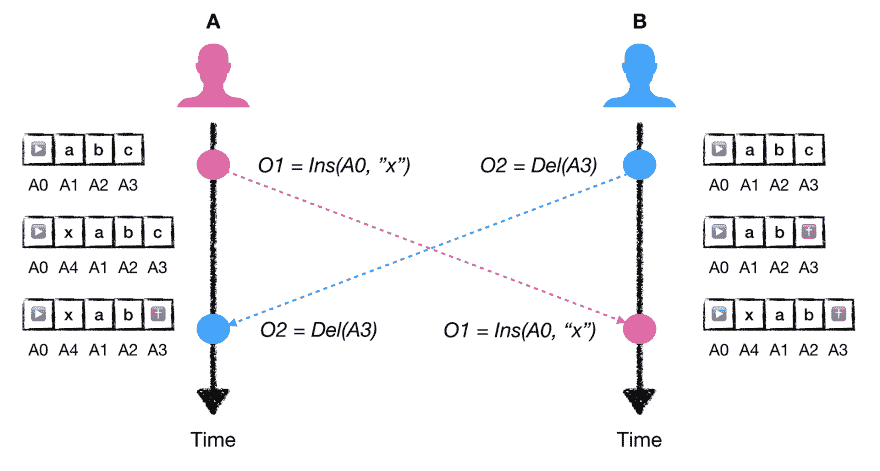 A B
O1 = Ins(A0, ”x”) O2 = Del(A3)
a b c a b c
A0 A1 A2 A3 A0 A1 A2 A3
x a b c a b ✝
A0 A4 A1 A2 A3 A0 A1 A2 A3
x a b ✝ x a b ✝
O2 = Del(A3) O1 = Ins(A0, “x”)
A0 A4 A1 A2 A3 A0 A4 A1 A2 A3
Time Time